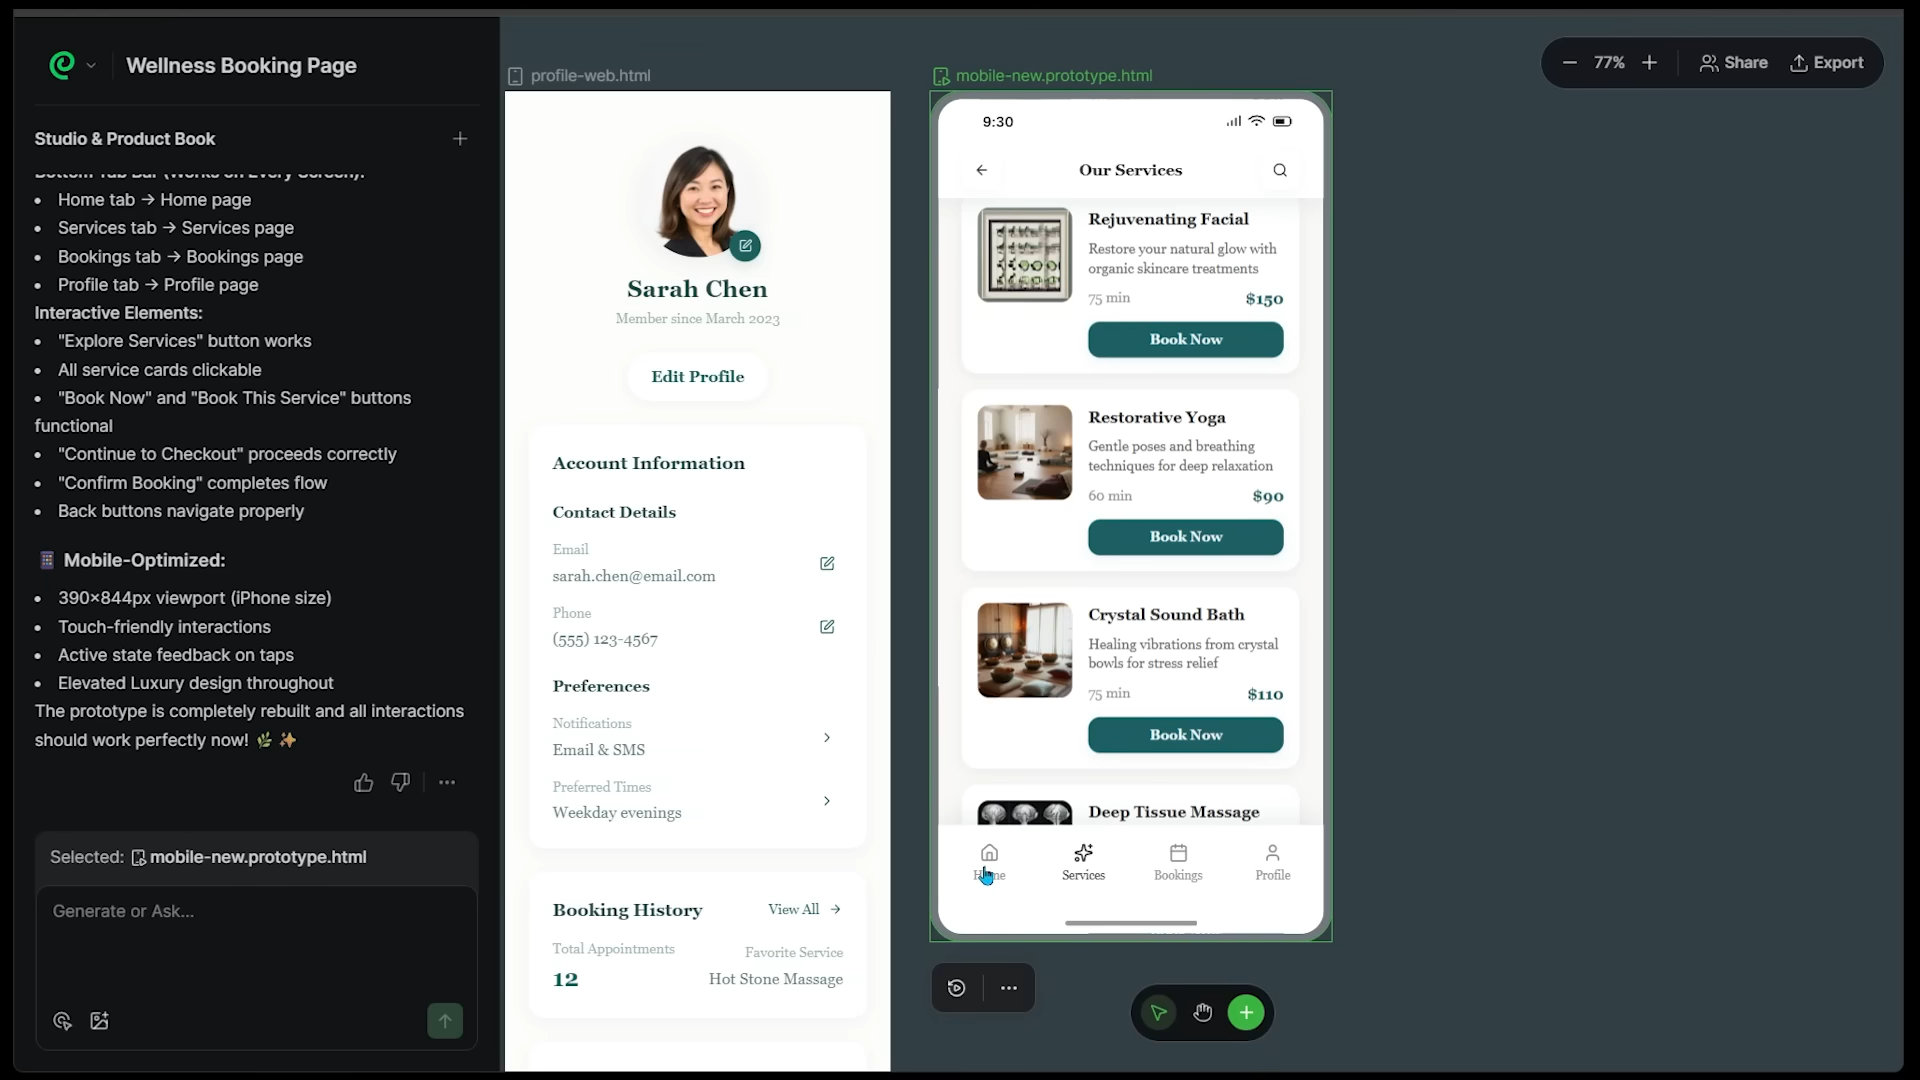 Wellness Booking Page
Studio & Product Book
Bottom Tab Bar (Works on Every Screen):
• Home tab → Home page
• Services tab → Services page
• Bookings tab → Bookings page
• Profile tab → Profile page
Interactive Elements:
• "Explore Services" button works
• All service cards clickable
• "Book Now" and "Book This Service" buttons
functional
• "Continue to Checkout" proceeds correctly
• "Confirm Booking" completes flow
• Back buttons navigate properly
Mobile-Optimized:
• 390×844px viewport (iPhone size)
• Touch-friendly interactions
• Active state feedback on taps
• Elevated Luxury design throughout
The prototype is completely rebuilt and all interactions
should work perfectly now! 🌿 ✨
Selected: mobile-new.prototype.html
Generate or Ask...
profile-web.html
Sarah Chen
Member since March 2023
Edit Profile
Account Information
Contact Details
Email
sarah.chen@email.com
Phone
(555) 123-4567
Preferences
Notifications
Email & SMS
Preferred Times
Weekday evenings
Booking History
View All →
Total Appointments
Favorite Service
12
Hot Stone Massage
mobile-new.prototype.html
9:30
Our Services
Rejuvenating Facial
Restore your natural glow with
organic skincare treatments
75 min
$150
Book Now
Restorative Yoga
Gentle poses and breathing
techniques for deep relaxation
60 min
$90
Book Now
Crystal Sound Bath
Healing vibrations from crystal
bowls for stress relief
75 min
$110
Book Now
Deep Tissue Massage
Home
Services
Bookings
Profile
77%
Share
Export